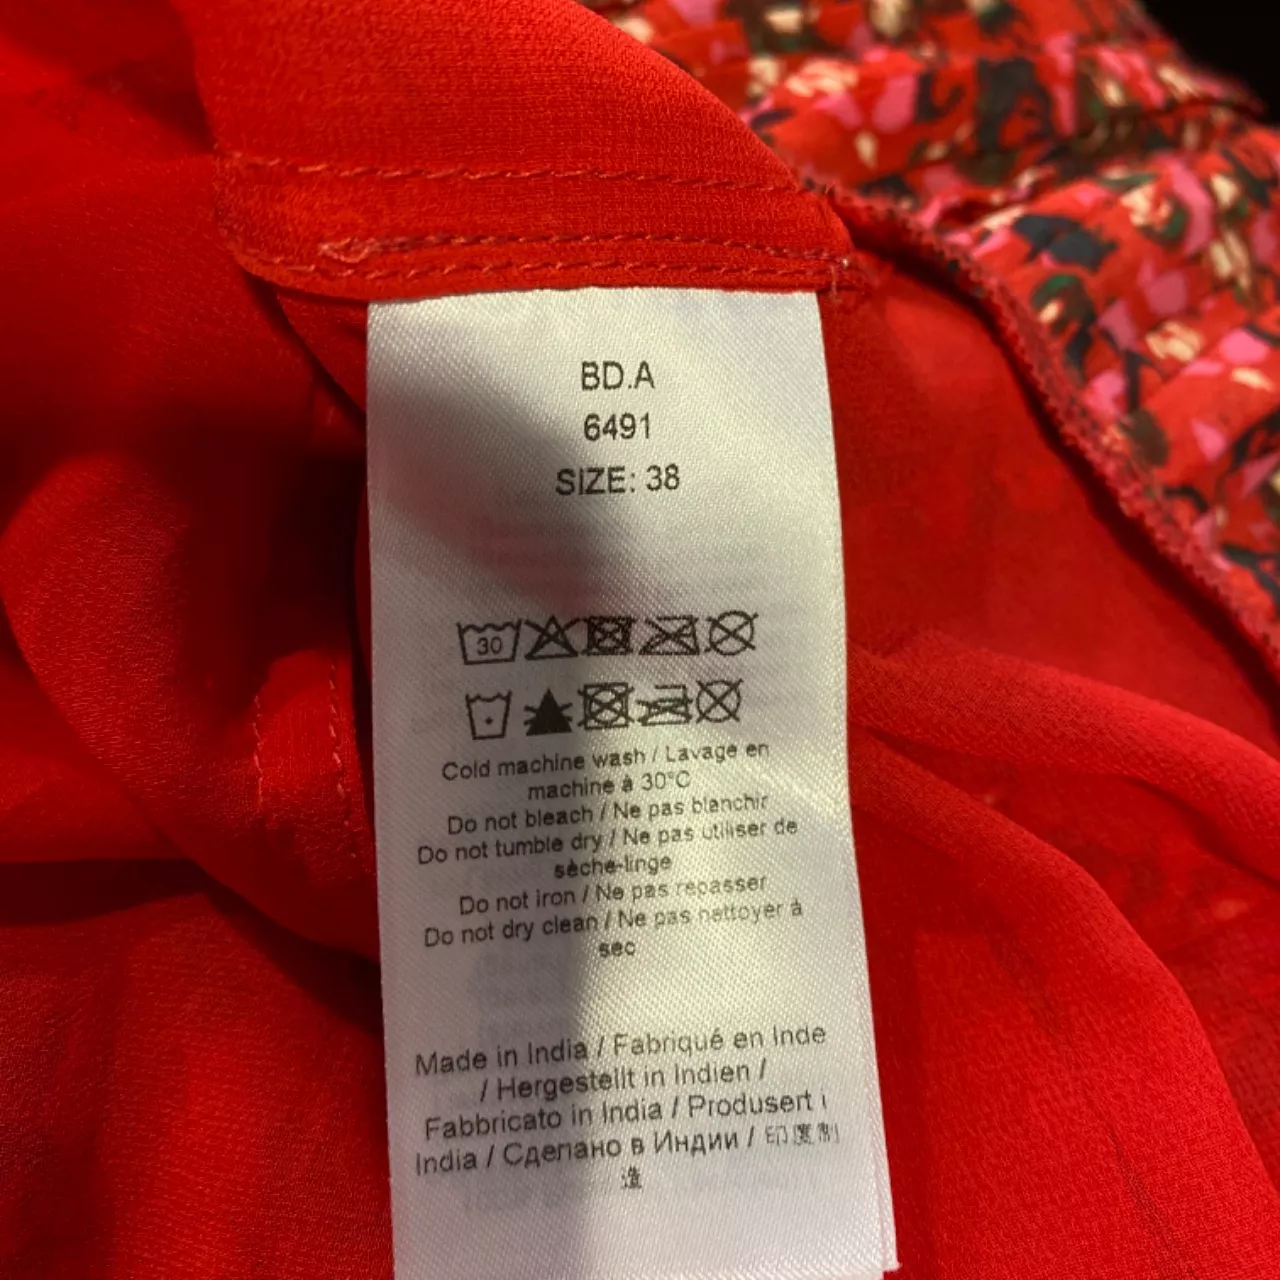 BD.A
6491
SIZE: 38
30
Cold machine wash / Lavage en
machine à 30°C
Do not bleach / Ne pas blanchir
Do not tumble dry / Ne pas utiliser de
sèche-linge
Do not iron / Ne pas repasser
Do not dry clean / Ne pas nettoyer à
sec
Made in India / Fabriqué en Inde
/ Hergestellt in Indien /
Fabbricato in India / Produsert i
India / Сделано в Индии / 印度制
造